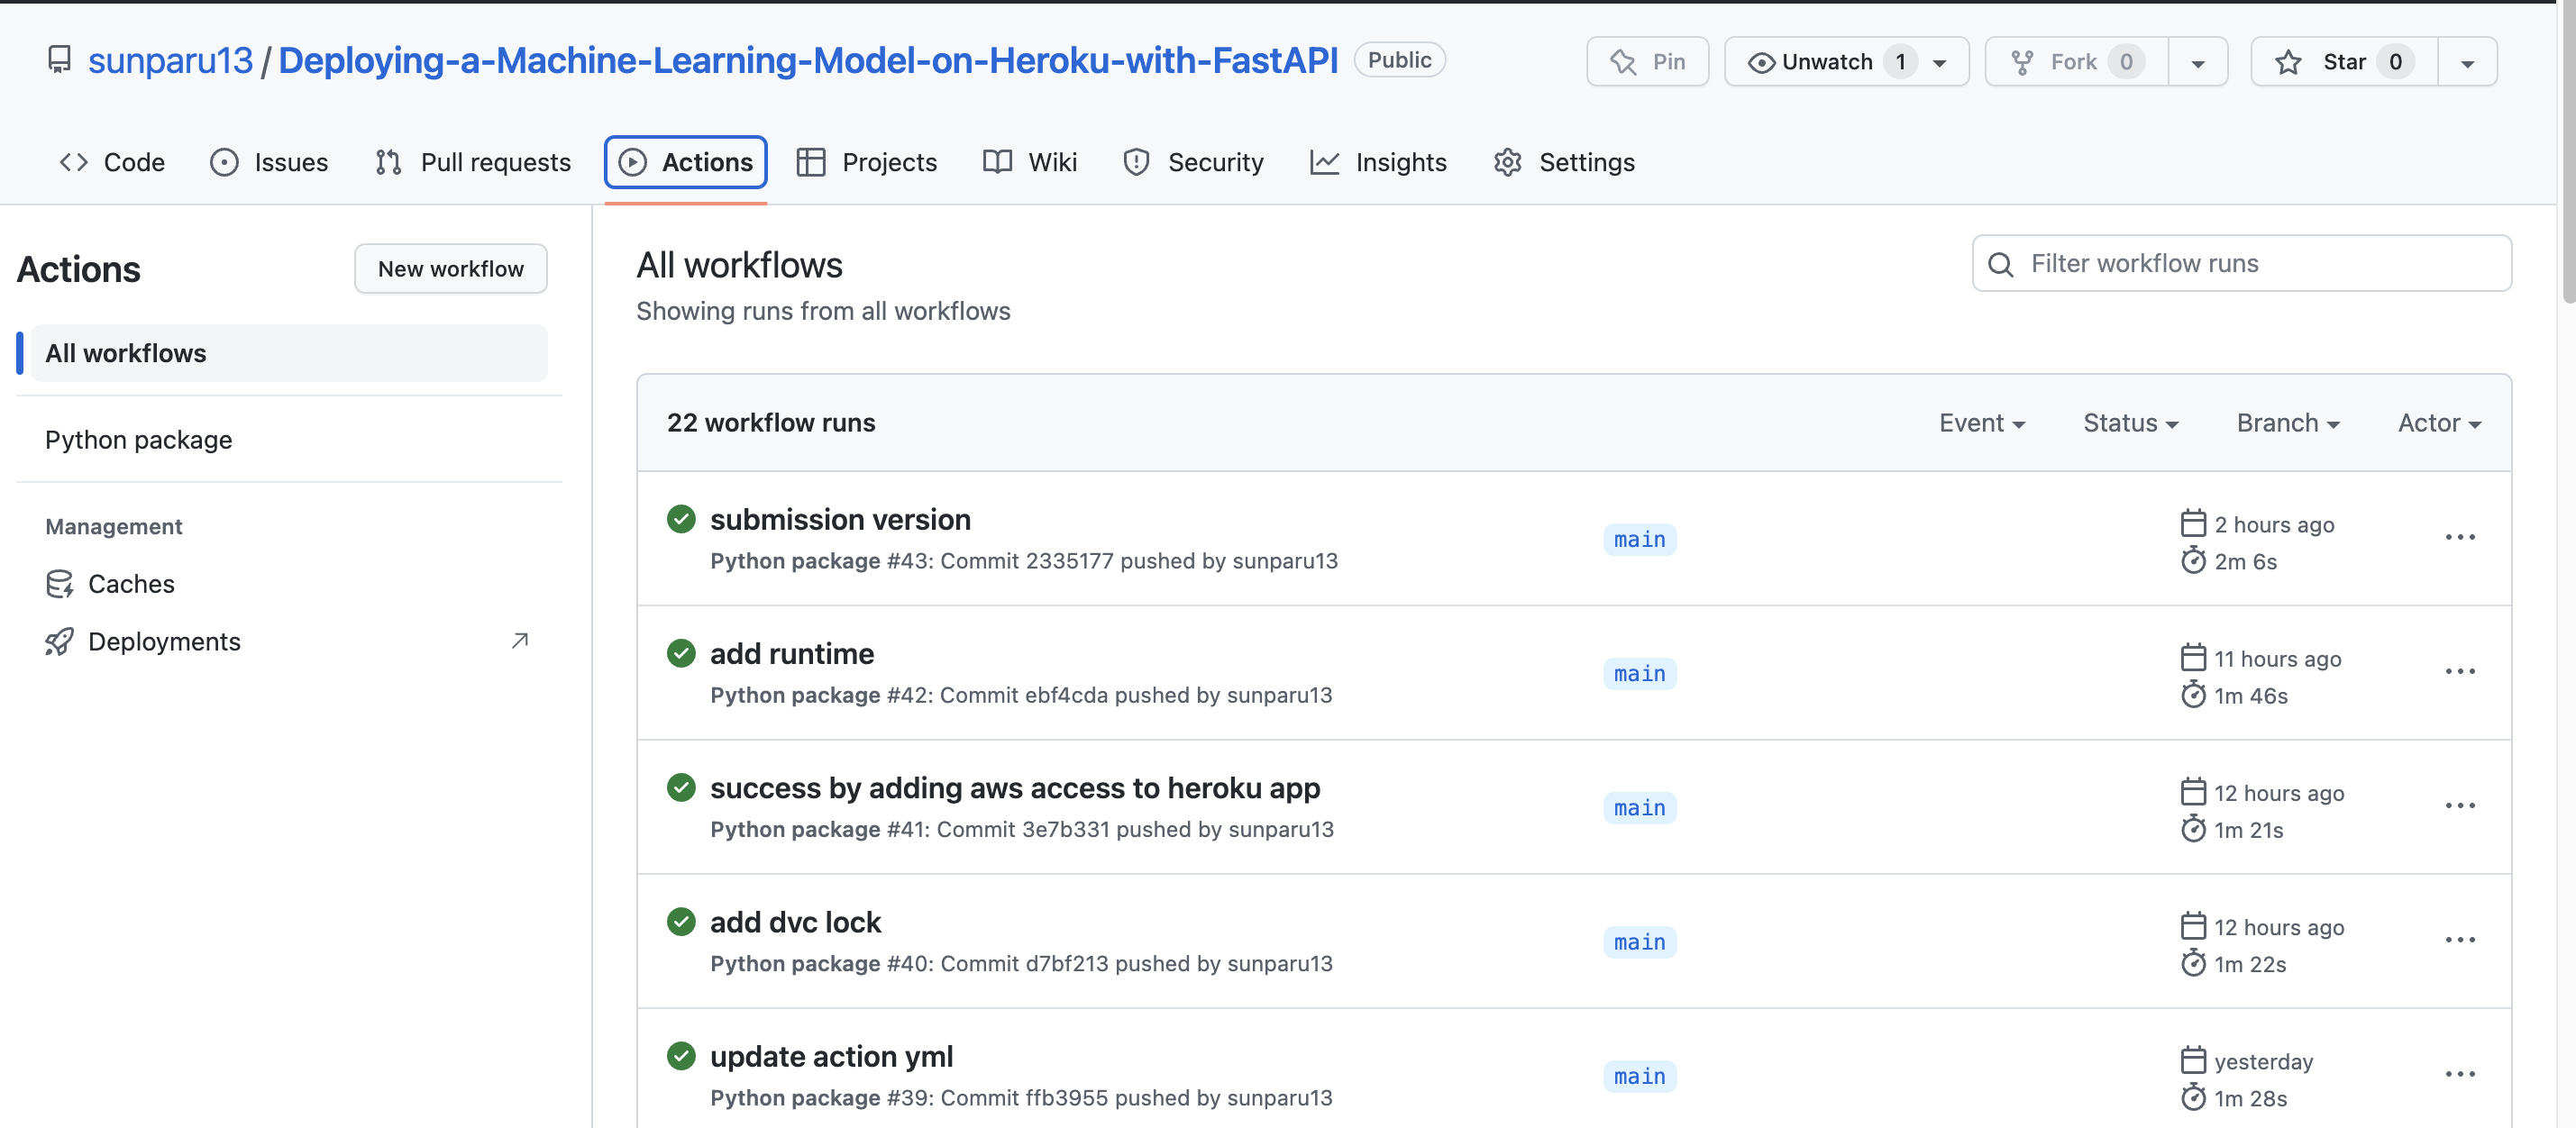 sunparu13 / Deploying-a-Machine-Learning-Model-on-Heroku-with-FastAPI Public
Pin
Unwatch 1
Fork 0
Star 0
Code
Issues
Pull requests
Actions
Projects
Wiki
Security
Insights
Settings
Actions
New workflow
All workflows
Python package
Management
Caches
Deployments
All workflows
Showing runs from all workflows
Filter workflow runs
22 workflow runs
Event
Status
Branch
Actor
submission version
Python package #43: Commit 2335177 pushed by sunparu13
main
2 hours ago
2m 6s
add runtime
Python package #42: Commit ebf4cda pushed by sunparu13
main
11 hours ago
1m 46s
success by adding aws access to heroku app
Python package #41: Commit 3e7b331 pushed by sunparu13
main
12 hours ago
1m 21s
add dvc lock
Python package #40: Commit d7bf213 pushed by sunparu13
main
12 hours ago
1m 22s
update action yml
Python package #39: Commit ffb3955 pushed by sunparu13
main
yesterday
1m 28s